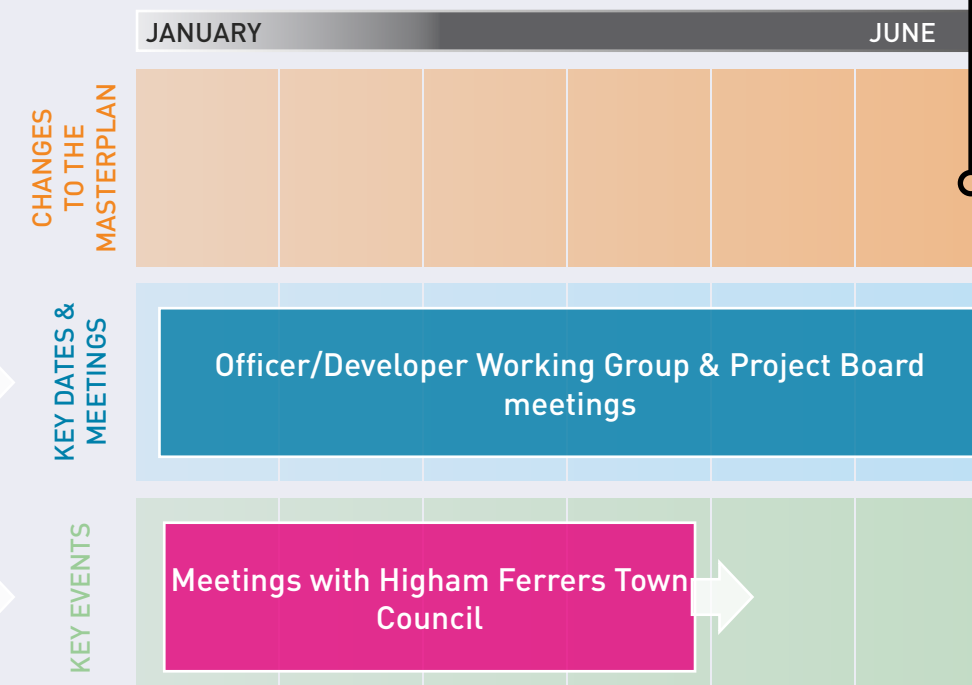 JANUARY
JUNE
CHANGES
TO THE
MASTERPLAN
KEY DATES &
MEETINGS
Officer/Developer Working Group & Project Board
meetings
KEY EVENTS
Meetings with Higham Ferrers Town
Council